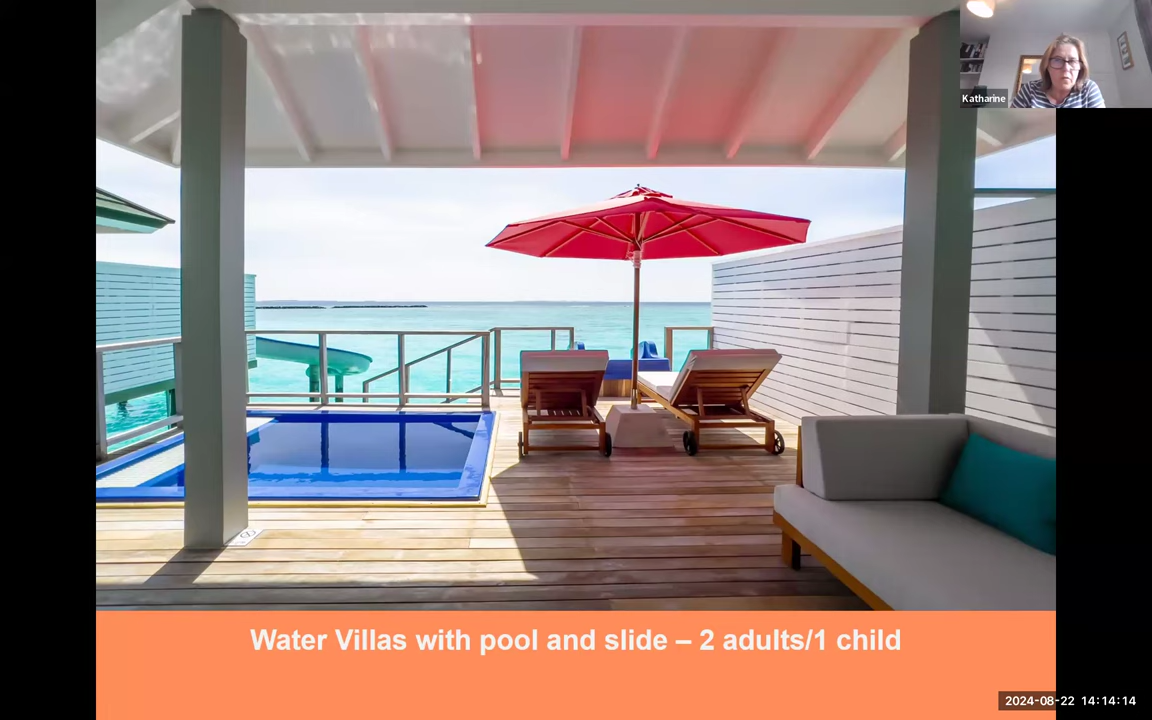 Katharine
Water Villas with pool and slide – 2 adults/1 child
2024-08-22 14:14:14